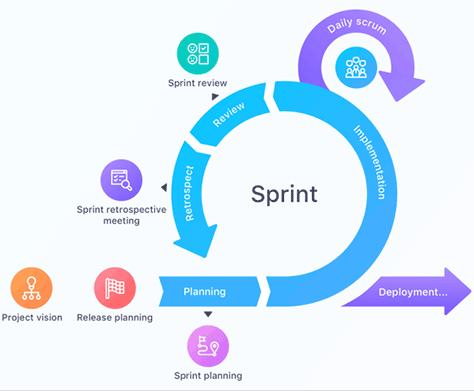 Daily scrum
Sprint review
Review
Implementation
Retrospect
Sprint
Sprint retrospective
meeting
Planning
Deployment...
Project vision
Release planning
Sprint planning